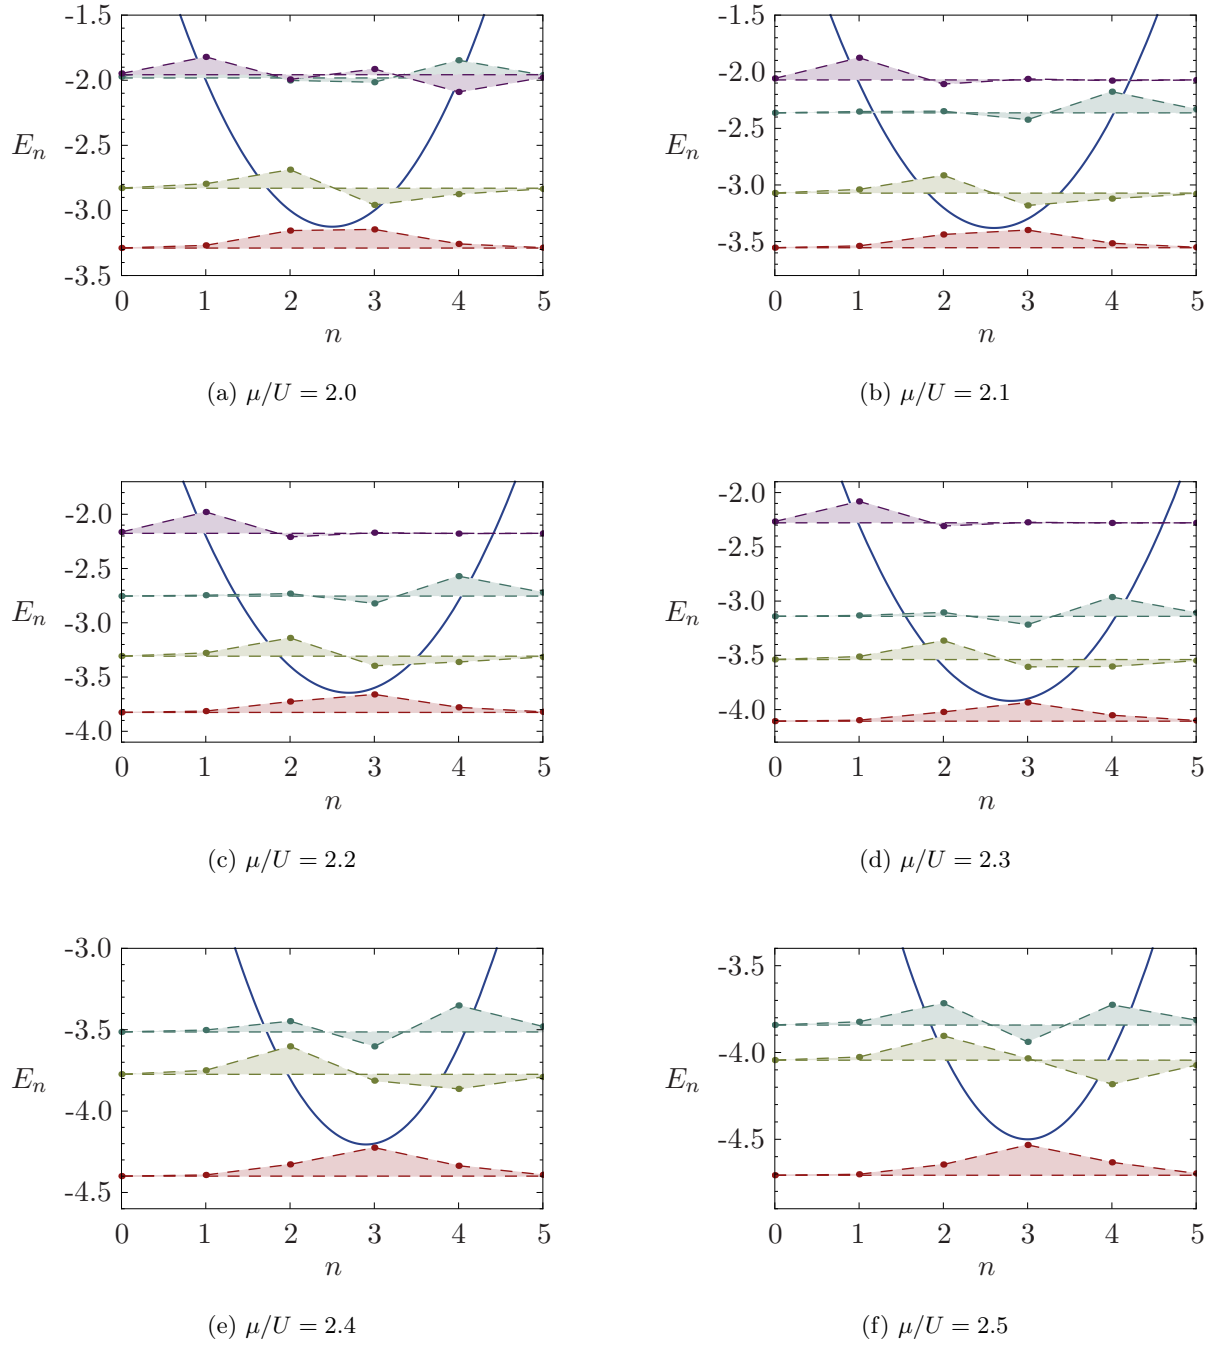 -1.5
-2.0
-2.5
-3.0
-3.5
E_n
0 1 2 3 4 5
n
(a) μ/U = 2.0
-1.5
-2.0
-2.5
-3.0
-3.5
E_n
0 1 2 3 4 5
n
(b) μ/U = 2.1
-2.0
-2.5
-3.0
-3.5
-4.0
E_n
0 1 2 3 4 5
n
(c) μ/U = 2.2
-2.0
-2.5
-3.0
-3.5
-4.0
E_n
0 1 2 3 4 5
n
(d) μ/U = 2.3
-3.0
-3.5
-4.0
-4.5
E_n
0 1 2 3 4 5
n
(e) μ/U = 2.4
-3.5
-4.0
-4.5
E_n
0 1 2 3 4 5
n
(f) μ/U = 2.5